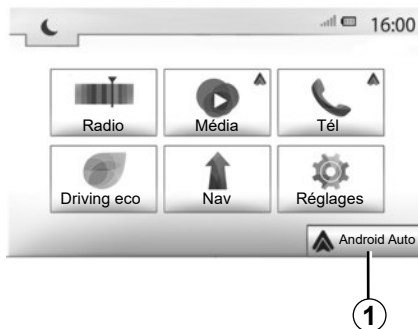 16:00
Radio
Média
Tél
Driving eco
Nav
Réglages
Android Auto
1